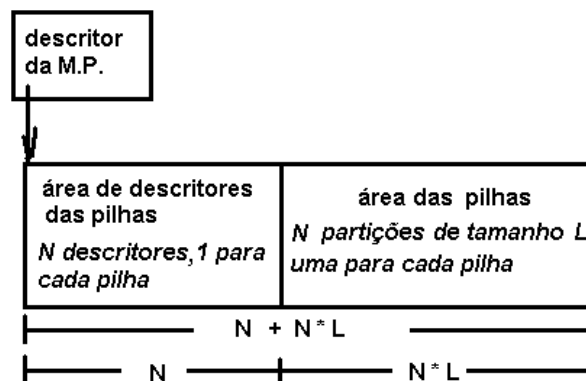 descritor
da M.P.
área de descritores
das pilhas
N descritores,1 para
cada pilha
área das pilhas
N partições de tamanho L
uma para cada pilha
N + N * L
N
N * L